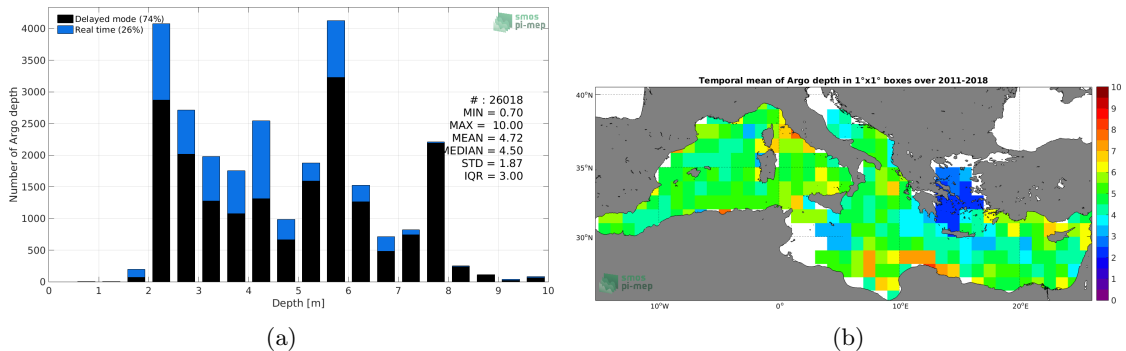 Delayed mode (74%)
Real time (26%)
smos
pi-mep
4000
3500
3000
2500
2000
1500
1000
500
0
Number of Argo depth
# : 26018
MIN = 0.70
MAX = 10.00
MEAN = 4.72
MEDIAN = 4.50
STD = 1.87
IQR = 3.00
0 1 2 3 4 5 6 7 8 9 10
Depth [m]
(a)
Temporal mean of Argo depth in 1°x1° boxes over 2011-2018
40°N
35°N
30°N
10°W 0° 10°E 20°E
smos
pi-mep
10
9
8
7
6
5
4
3
2
1
0
(b)